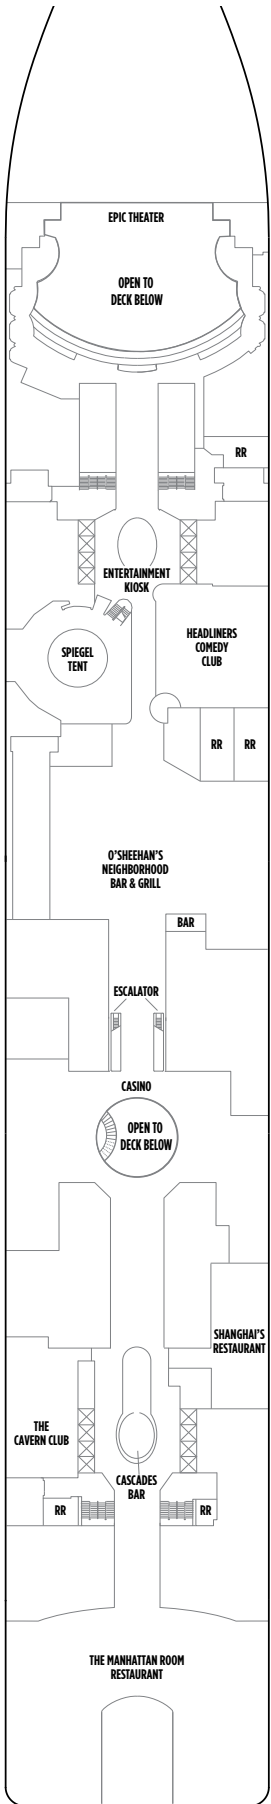 EPIC THEATER
OPEN TO
DECK BELOW
RR
ENTERTAINMENT
KIOSK
HEADLINERS
COMEDY
CLUB
SPIEGEL
TENT
RR
RR
O'SHEEHAN'S
NEIGHBORHOOD
BAR & GRILL
BAR
ESCALATOR
CASINO
OPEN TO
DECK BELOW
SHANGHAI'S
RESTAURANT
THE
CAVERN CLUB
CASCADES
BAR
RR
RR
THE MANHATTAN ROOM
RESTAURANT